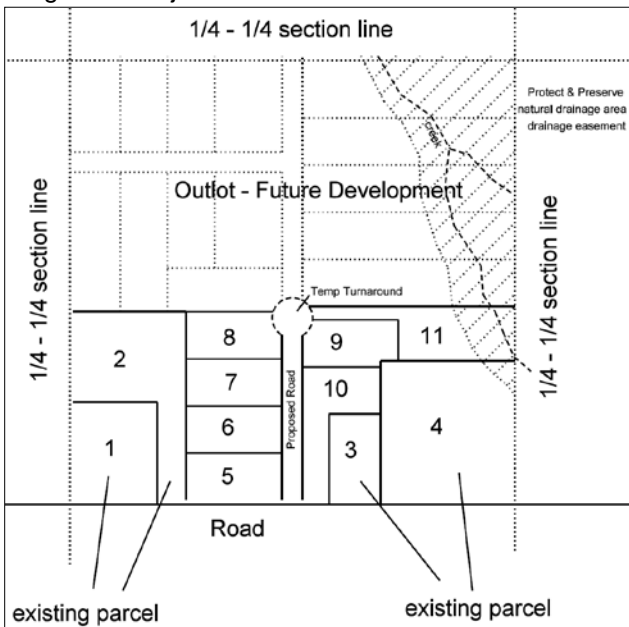 1/4 - 1/4 section line
Protect & Preserve
natural drainage area
drainage easement
creek
Outlot - Future Development
1/4 - 1/4 section line
1/4 - 1/4 section line
Temp Turnaround
Proposed Road
2
8
9
11
7
10
1
6
3
4
5
Road
existing parcel
existing parcel